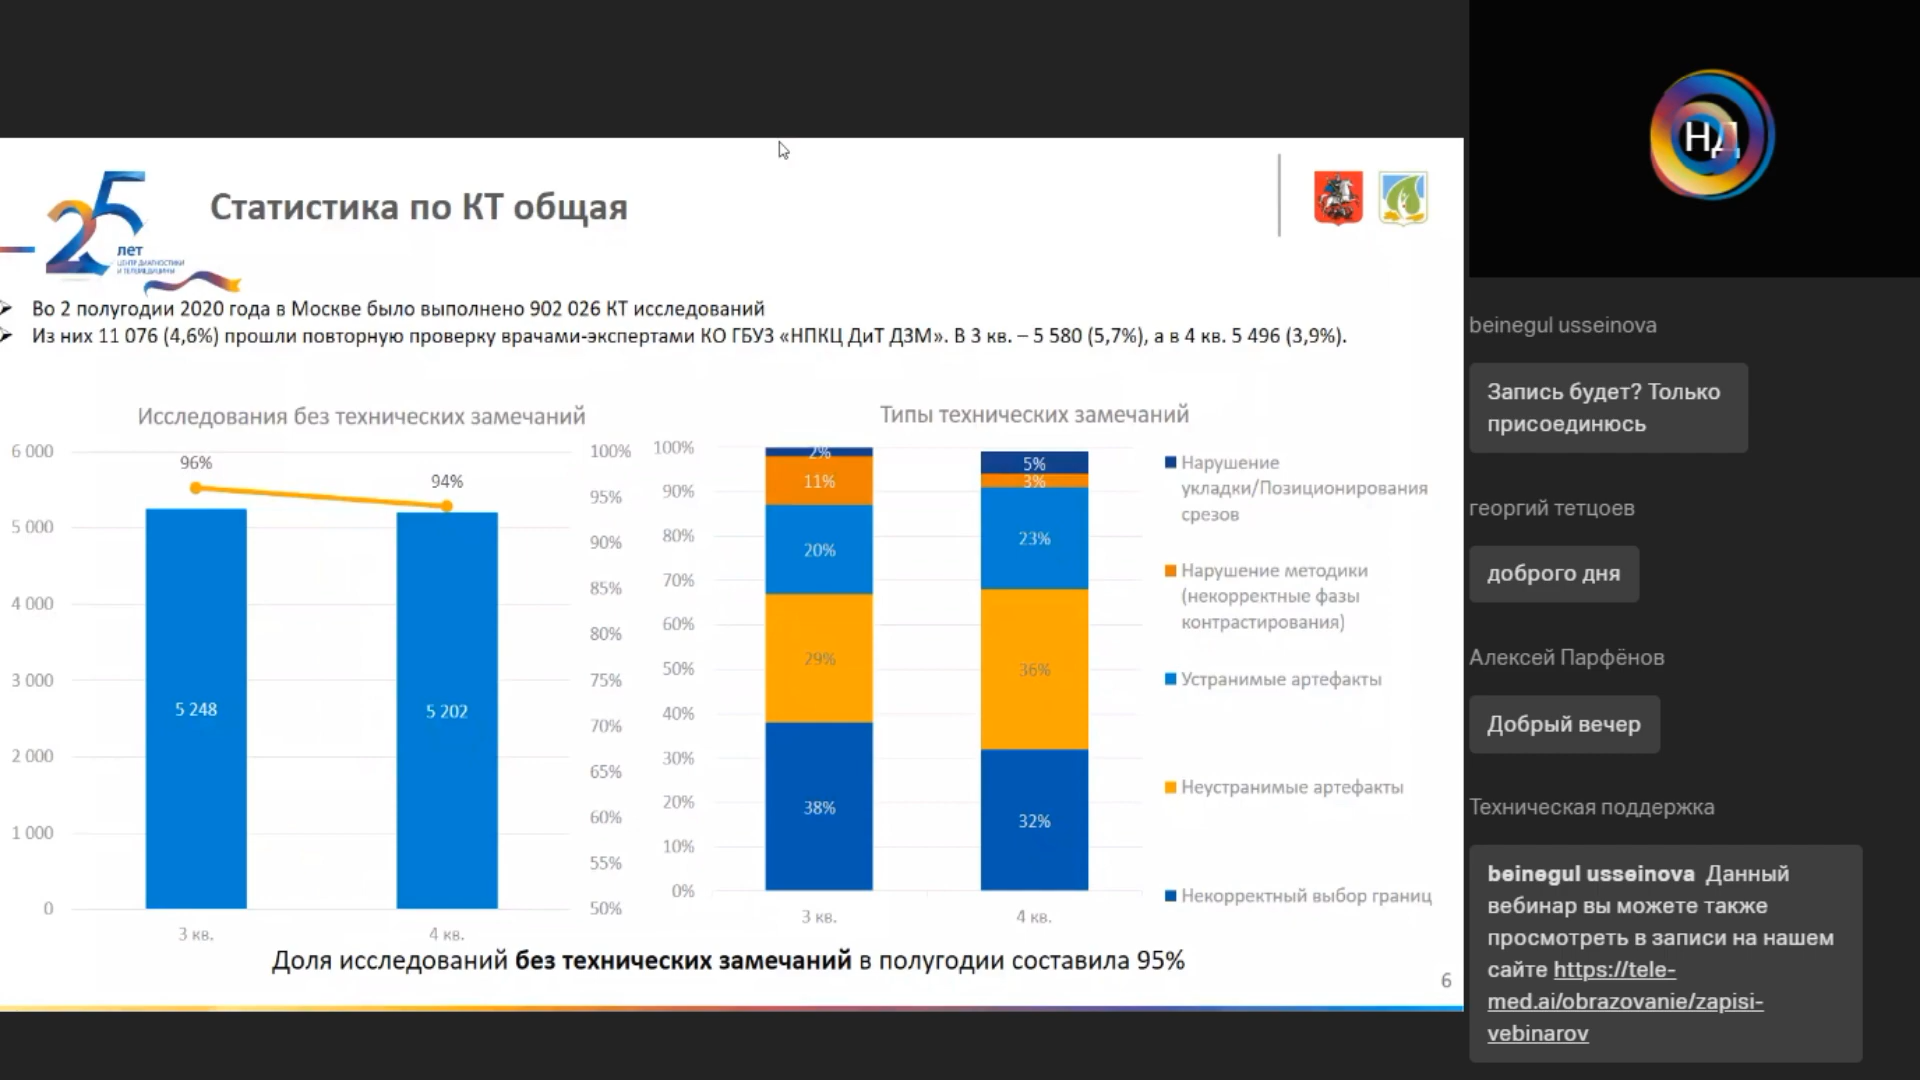 25
лет
ЦЕНТР ДИАГНОСТИКИ
И ТЕЛЕМЕДИЦИНЫ
Статистика по КТ общая
Во 2 полугодии 2020 года в Москве было выполнено 902 026 КТ исследований
Из них 11 076 (4,6%) прошли повторную проверку врачами-экспертами КО ГБУЗ «НПКЦ ДиТ ДЗМ». В 3 кв. – 5 580 (5,7%), а в 4 кв. 5 496 (3,9%).
Исследования без технических замечаний
6 000
5 000
4 000
3 000
2 000
1 000
0
96%
94%
5 248
5 202
3 кв.
4 кв.
100%
95%
90%
85%
80%
75%
70%
65%
60%
55%
50%
Типы технических замечаний
100%
90%
80%
70%
60%
50%
40%
30%
20%
10%
0%
2%
11%
20%
29%
38%
5%
3%
23%
36%
32%
3 кв.
4 кв.
Нарушение
укладки/Позиционирования
срезов
Нарушение методики
(некорректные фазы
контрастирования)
Устранимые артефакты
Неустранимые артефакты
Некорректный выбор границ
Доля исследований без технических замечаний в полугодии составила 95%
6
НД
beinegul usseinova
Запись будет? Только
присоединюсь
георгий тетцоев
доброго дня
Алексей Парфёнов
Добрый вечер
Техническая поддержка
beinegul usseinova Данный
вебинар вы можете также
просмотреть в записи на нашем
сайте https://tele-
med.ai/obrazovanie/zapisi-
vebinarov